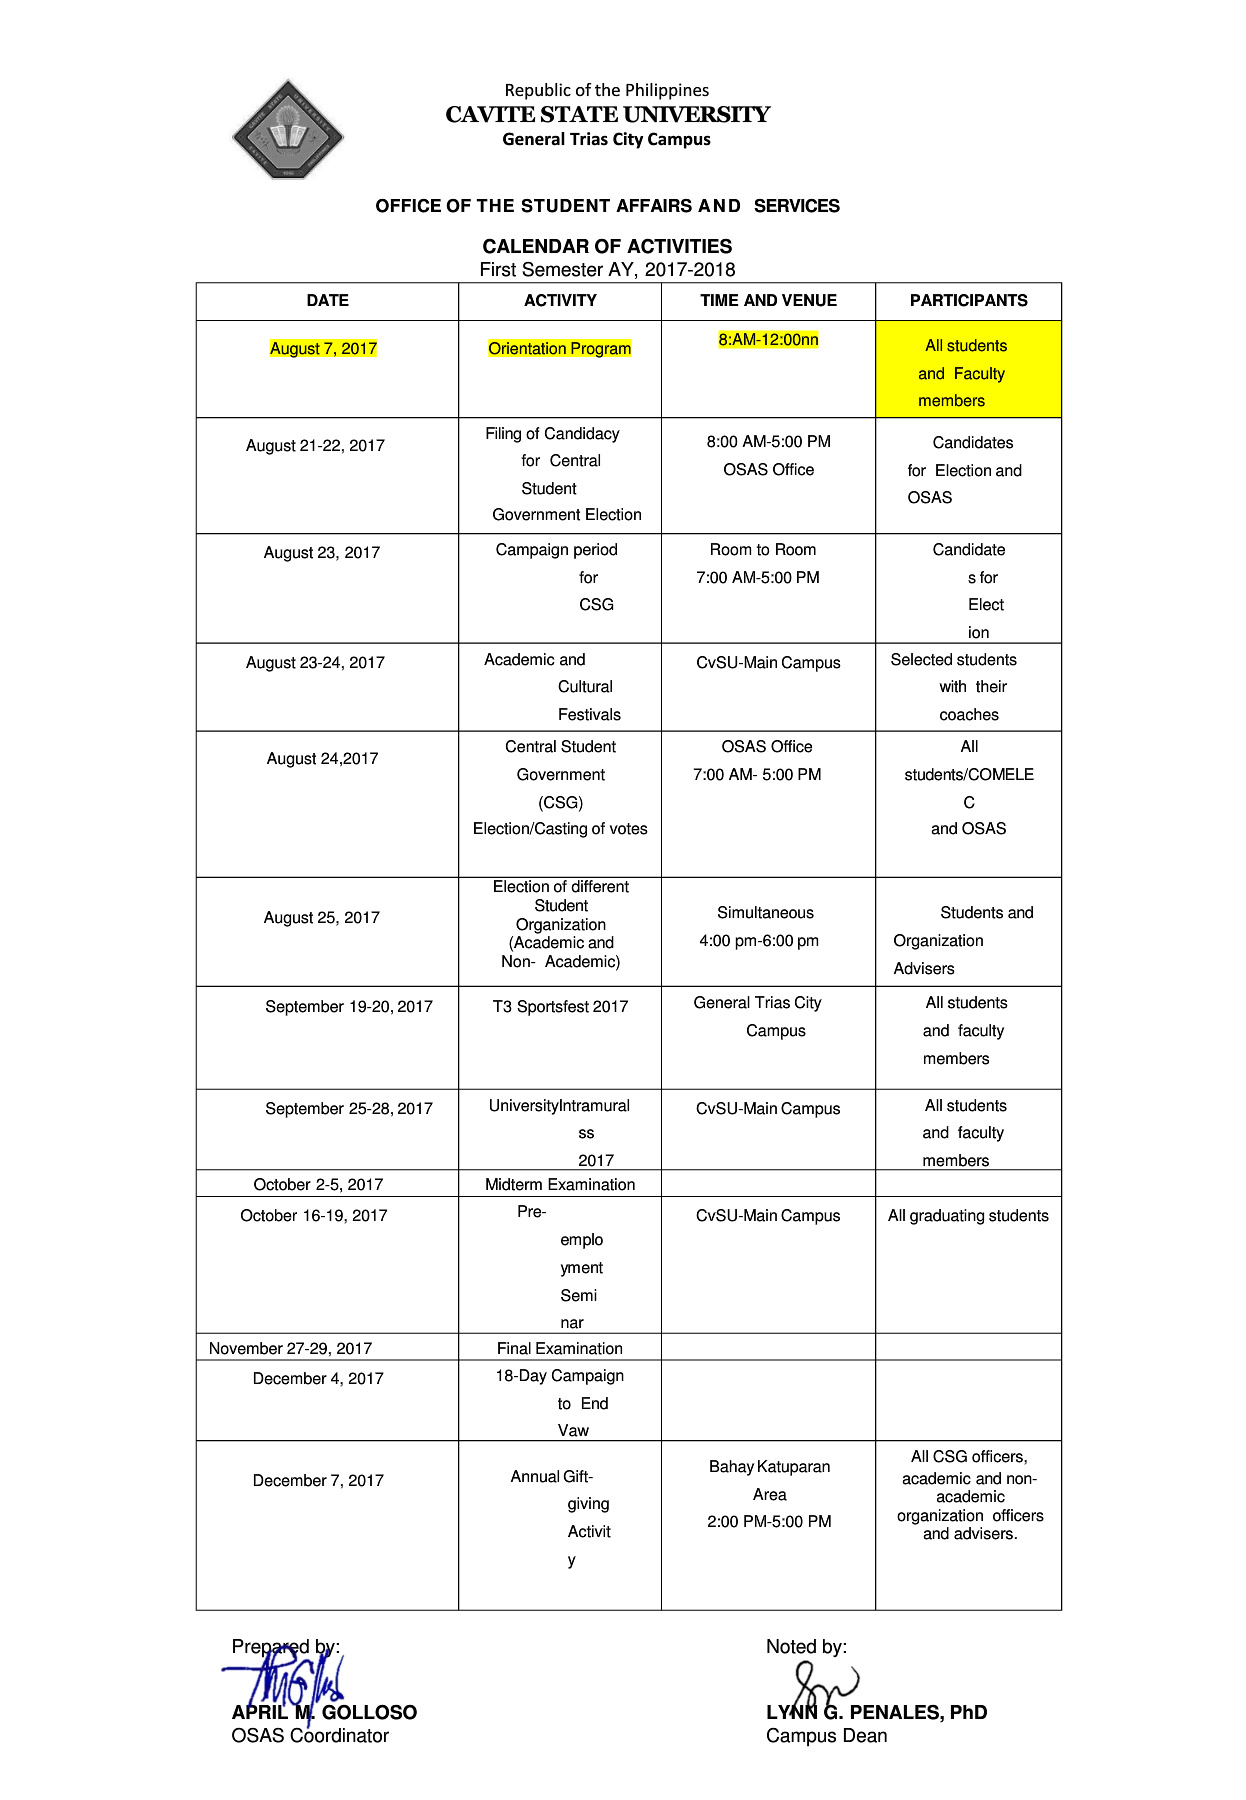 Republic of the Philippines
CAVITE STATE UNIVERSITY
General Trias City Campus
OFFICE OF THE STUDENT AFFAIRS AND SERVICES
CALENDAR OF ACTIVITIES
First Semester AY, 2017-2018
DATE
ACTIVITY
TIME AND VENUE
PARTICIPANTS
August 7, 2017
Orientation Program
8:AM-12:00nn
All students
and Faculty
members
August 21-22, 2017
Filing of Candidacy
for Central
Student
Government Election
8:00 AM-5:00 PM
OSAS Office
Candidates
for Election and
OSAS
August 23, 2017
Campaign period
for
CSG
Room to Room
7:00 AM-5:00 PM
Candidate
s for
Elect
ion
August 23-24, 2017
Academic and
Cultural
Festivals
CvSU-Main Campus
Selected students
with their
coaches
August 24,2017
Central Student
Government
(CSG)
Election/Casting of votes
OSAS Office
7:00 AM- 5:00 PM
All
students/COMELE
C
and OSAS
August 25, 2017
Election of different
Student
Organization
(Academic and
Non- Academic)
Simultaneous
4:00 pm-6:00 pm
Students and
Organization
Advisers
September 19-20, 2017
T3 Sportsfest 2017
General Trias City
Campus
All students
and faculty
members
September 25-28, 2017
UniversityIntramural
ss
2017
CvSU-Main Campus
All students
and faculty
members
October 2-5, 2017
Midterm Examination
October 16-19, 2017
Pre-
emplo
yment
Semi
nar
CvSU-Main Campus
All graduating students
November 27-29, 2017
Final Examination
December 4, 2017
18-Day Campaign
to End
Vaw
December 7, 2017
Annual Gift-
giving
Activit
y
Bahay Katuparan
Area
2:00 PM-5:00 PM
All CSG officers,
academic and non-
academic
organization officers
and advisers.
Prepared by:
APRIL M. GOLLOSO
OSAS Coordinator
Noted by:
LYNN G. PENALES, PhD
Campus Dean